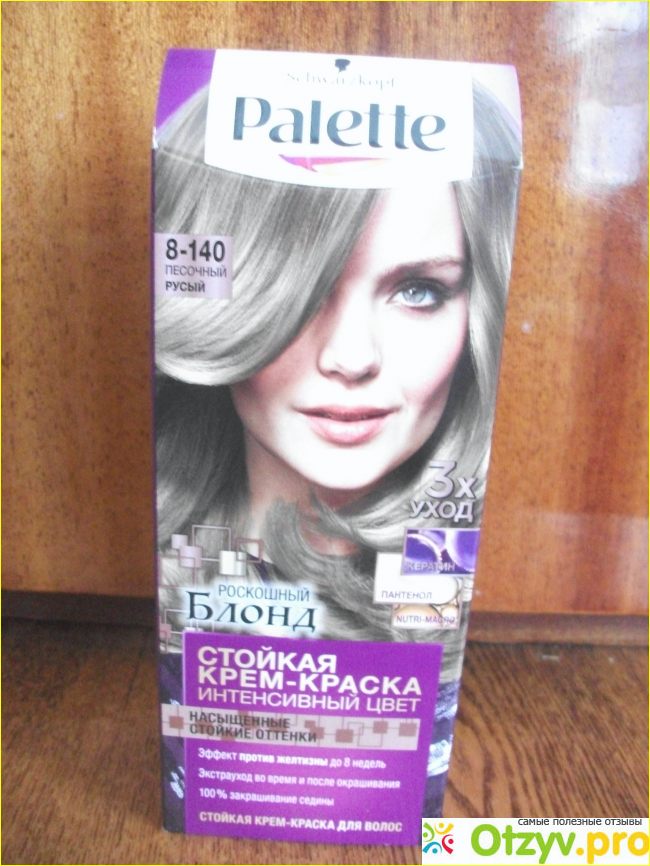 Schwarzkopf
Palette
8-140
ПЕСОЧНЫЙ
РУСЫЙ
3x
УХОД
КЕРАТИН
ПАНТЕНОЛ
NUTRI-МАСЛО
РОСКОШНЫЙ
БЛОНД
СТОЙКАЯ
КРЕМ-КРАСКА
ИНТЕНСИВНЫЙ ЦВЕТ
НАСЫЩЕННЫЕ
СТОЙКИЕ ОТТЕНКИ
Эффект против желтизны до 8 недель
Экстрауход во время и после окрашивания
100% закрашивание седины
СТОЙКАЯ КРЕМ-КРАСКА ДЛЯ ВОЛОС
самые полезные отзывы
Otzyv.pro